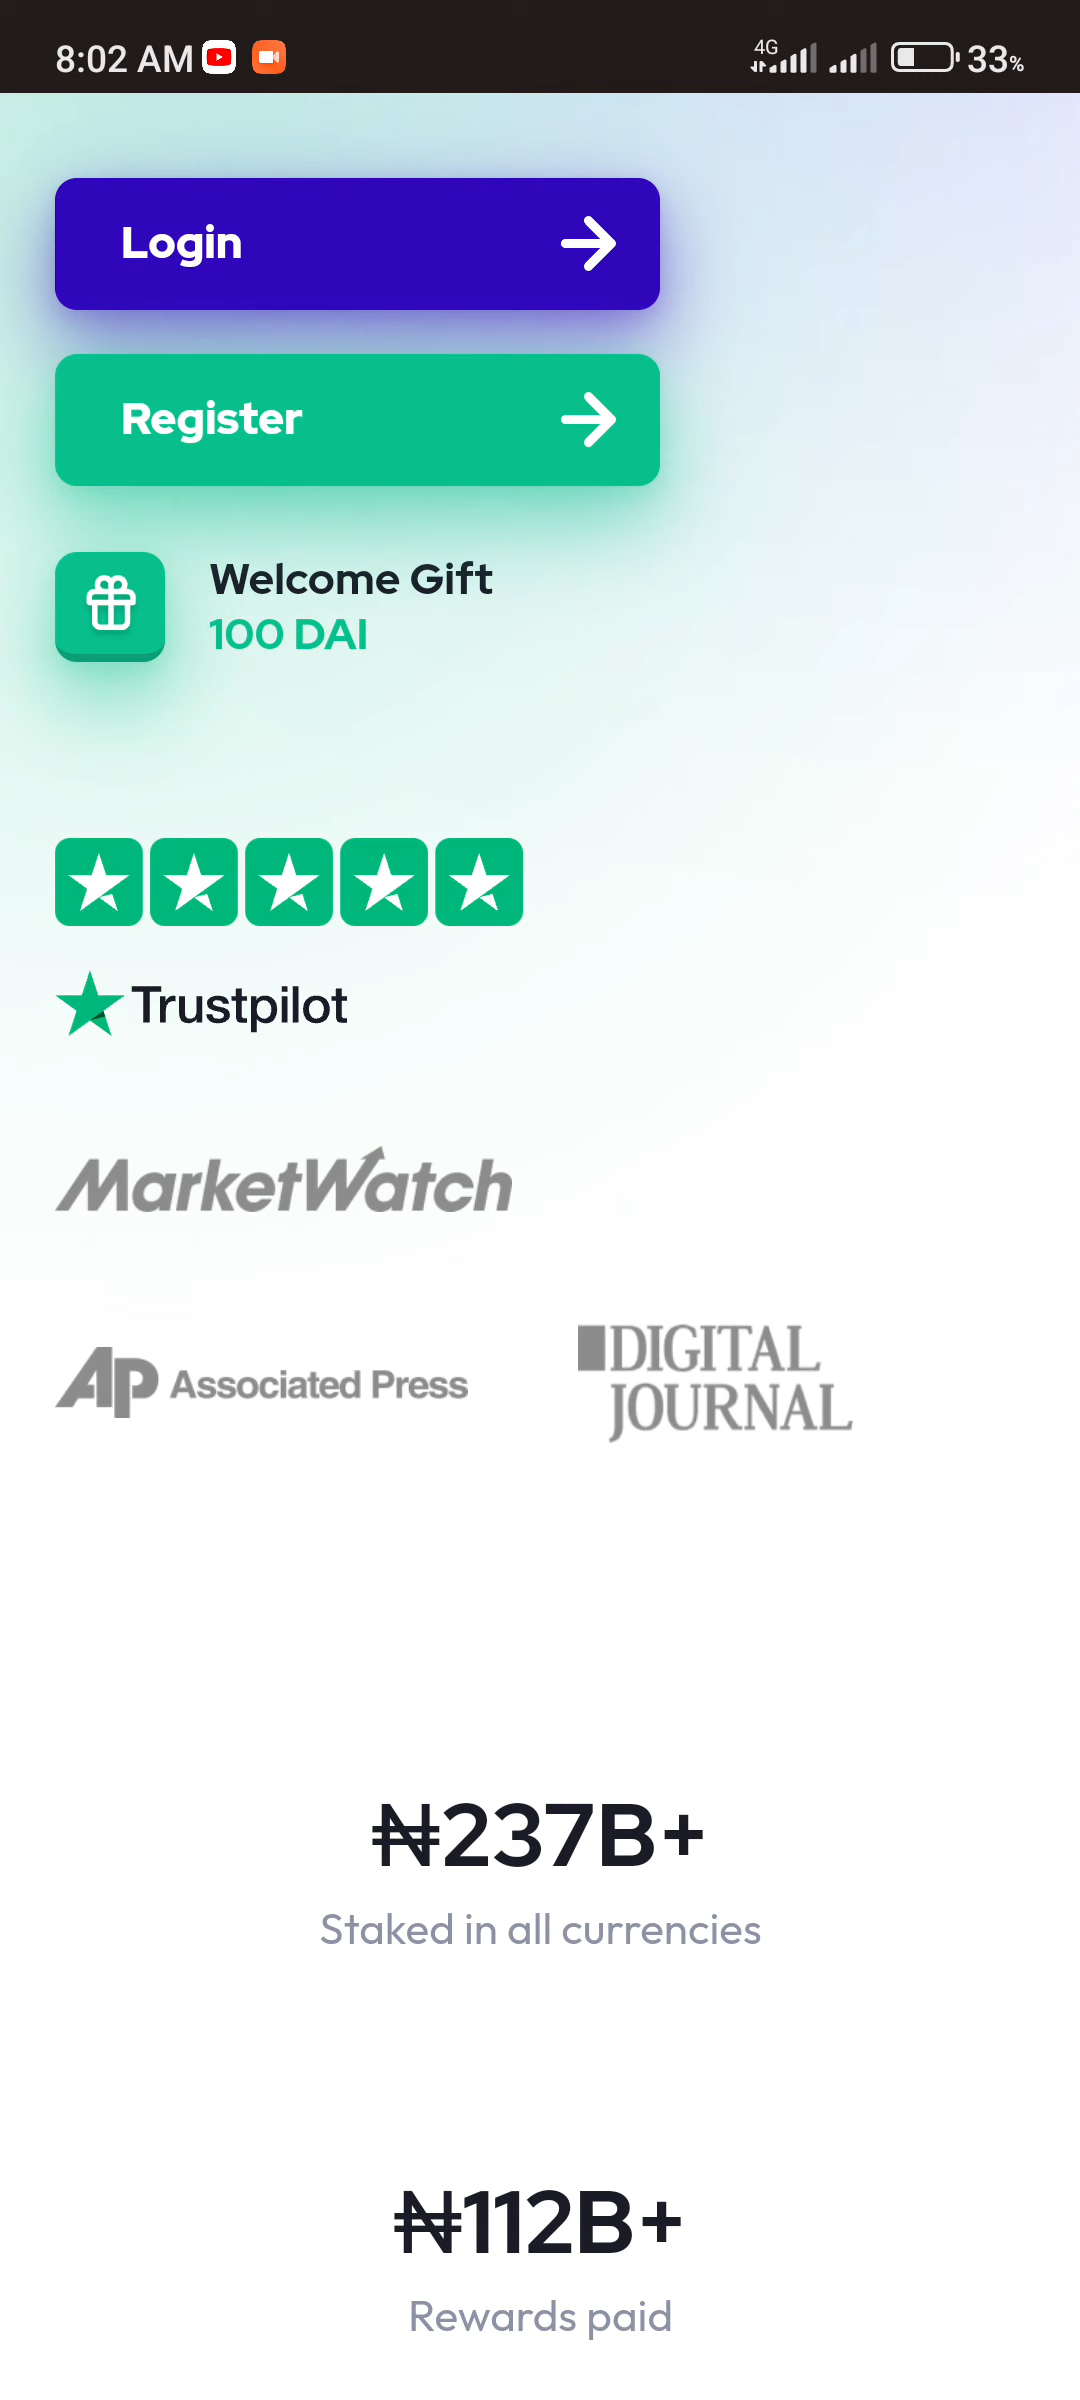 8:02 AM
4G
33%
Login
Register
Welcome Gift
100 DAI
Trustpilot
MarketWatch
AP Associated Press
DIGITAL
JOURNAL
₦237B+
Staked in all currencies
₦112B+
Rewards paid